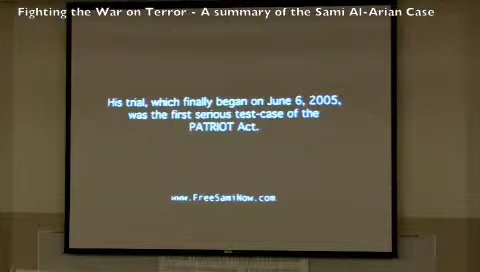 Fighting the War on Terror - A summary of the Sami Al-Arian Case
His trial, which finally began on June 6, 2005,
was the first serious test-case of the
PATRIOT Act.
www.FreeSamiNow.com